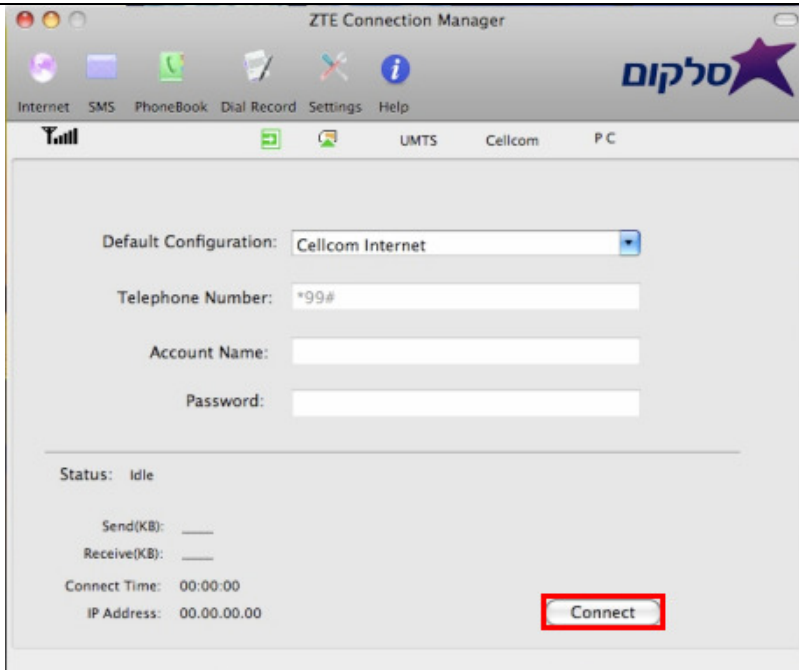 ZTE Connection Manager
סלקום
Internet SMS PhoneBook Dial Record Settings Help
UMTS Cellcom PC
Default Configuration: Cellcom Internet
Telephone Number: *99#
Account Name:
Password:
Status: Idle
Send(KB): ____
Receive(KB): ____
Connect Time: 00:00:00
IP Address: 00.00.00.00
Connect